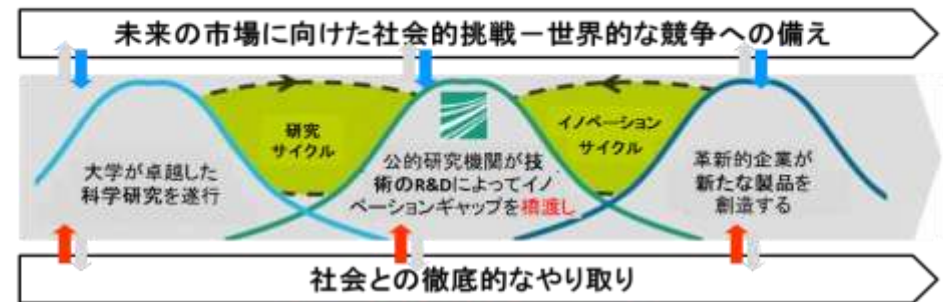 未来の市場に向けた社会的挑戦－世界的な競争への備え
研究
サイクル
イノベーション
サイクル
大学が卓越した
科学研究を遂行
公的研究機関が技
術のR&Dによってイノ
ベーションギャップを橋渡し
革新的企業が
新たな製品を
創造する
社会との徹底的なやり取り